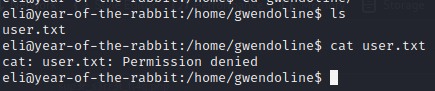 eli@year-of-the-rabbit:/home/gwendoline$ ls
user.txt
eli@year-of-the-rabbit:/home/gwendoline$ cat user.txt
cat: user.txt: Permission denied
eli@year-of-the-rabbit:/home/gwendoline$